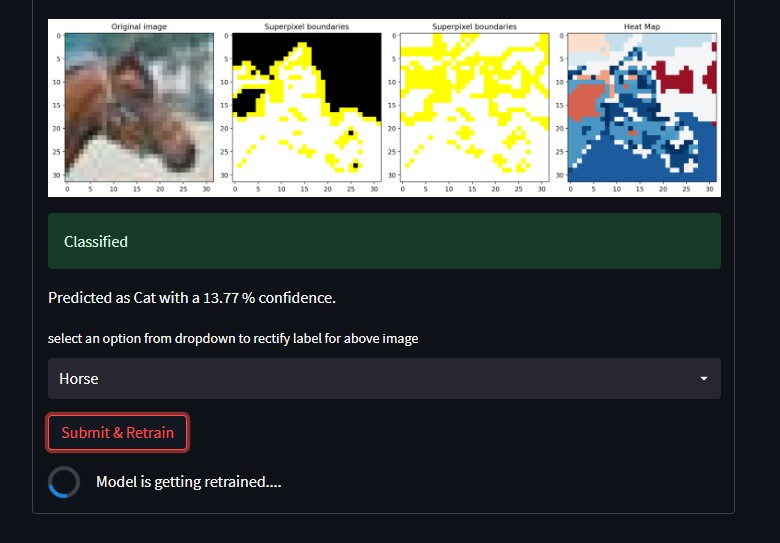 Original image
Superpixel boundaries
Superpixel boundaries
Heat Map
0
5
10
15
20
25
30
0 5 10 15 20 25 30
0
5
10
15
20
25
30
0 5 10 15 20 25 30
0
5
10
15
20
25
30
0 5 10 15 20 25 30
0
5
10
15
20
25
30
0 5 10 15 20 25 30
Classified
Predicted as Cat with a 13.77 % confidence.
select an option from dropdown to rectify label for above image
Horse
Submit & Retrain
Model is getting retrained....